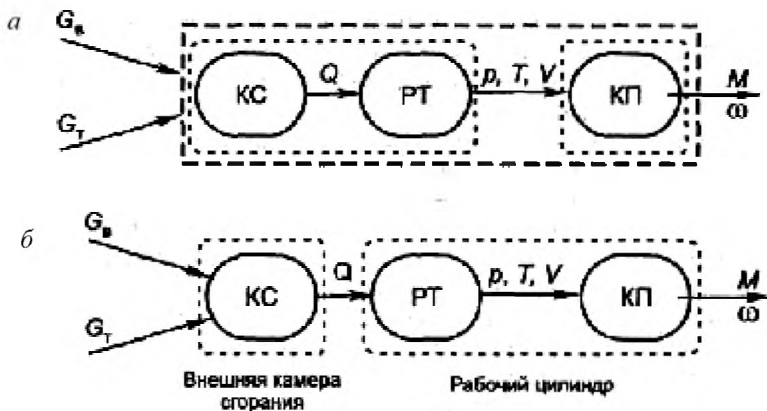 а
Gв
Gт
КС
Q
РТ
p, T, V
КП
M
ω
б
Gв
Gт
КС
Q
РТ
p, T, V
КП
M
ω
Внешняя камера
сгорания
Рабочий цилиндр